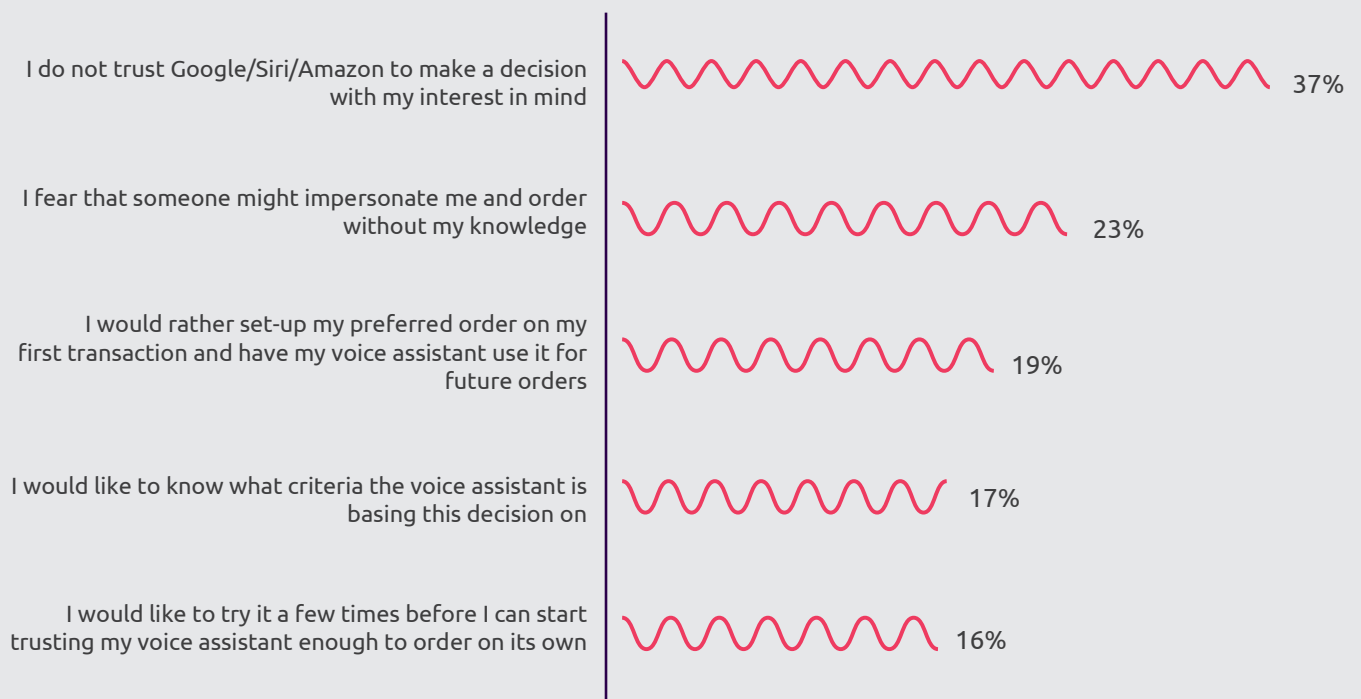 I do not trust Google/Siri/Amazon to make a decision
with my interest in mind
37%
I fear that someone might impersonate me and order
without my knowledge
23%
I would rather set-up my preferred order on my
first transaction and have my voice assistant use it for
future orders
19%
I would like to know what criteria the voice assistant is
basing this decision on
17%
I would like to try it a few times before I can start
trusting my voice assistant enough to order on its own
16%